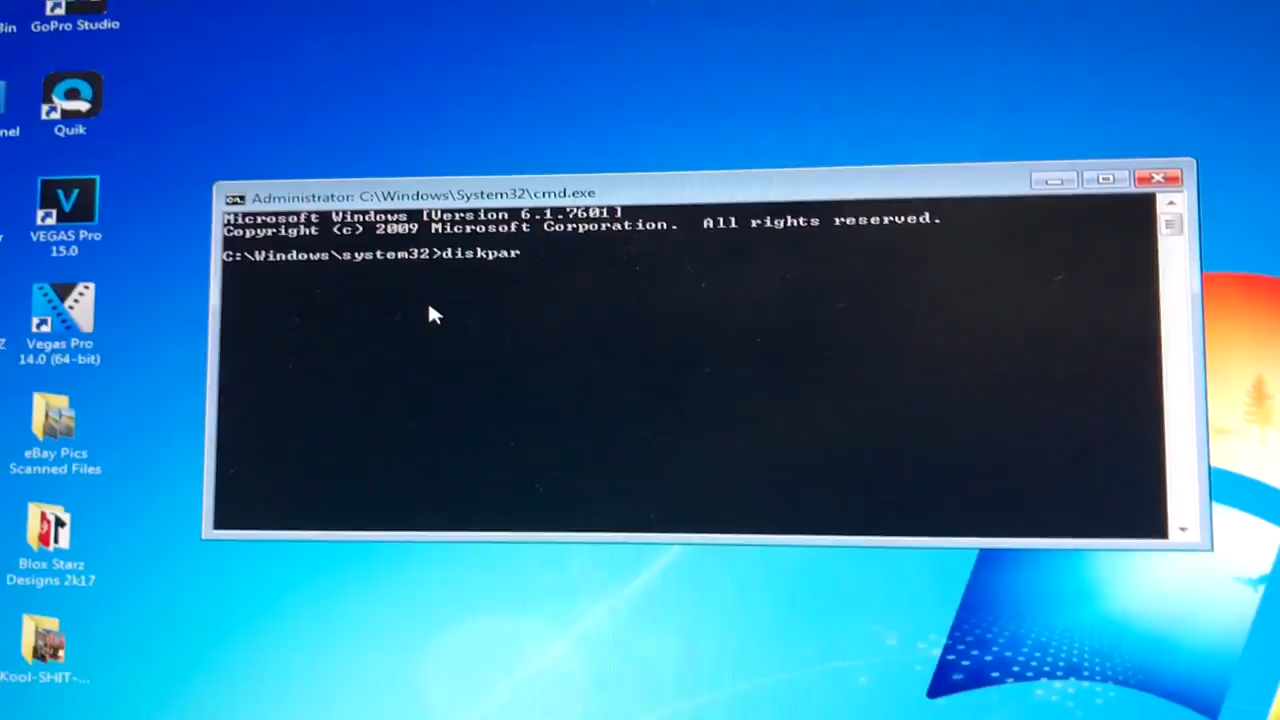 Bin
GoPro Studio
Quik
nel
VEGAS Pro
15.0
Vegas Pro
14.0 (64-bit)
Z
eBay Pics
Scanned Files
Blox Starz
Designs 2k17
Kool-SHIT-...
Administrator: C:\Windows\System32\cmd.exe
Microsoft Windows [Version 6.1.7601]
Copyright (c) 2009 Microsoft Corporation.  All rights reserved.
C:\Windows\system32>diskpar